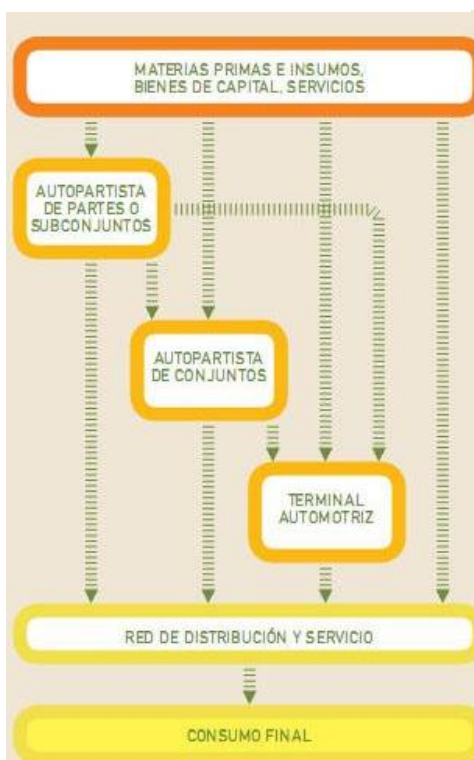 MATERIAS PRIMAS E INSUMOS,
BIENES DE CAPITAL, SERVICIOS
AUTOPARTISTA
DE PARTES O
SUBCONJUNTOS
AUTOPARTISTA
DE CONJUNTOS
TERMINAL
AUTOMOTRIZ
RED DE DISTRIBUCIÓN Y SERVICIO
CONSUMO FINAL